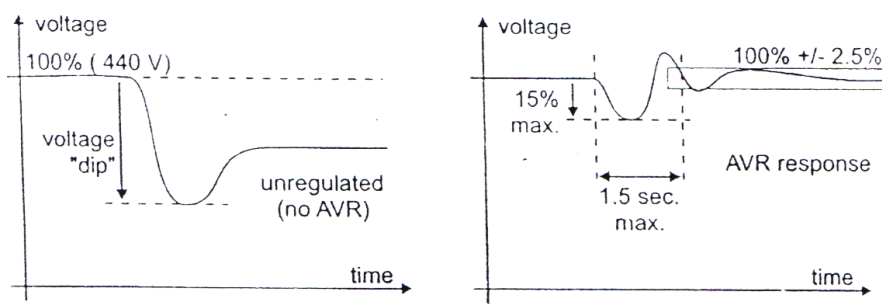 voltage
100% ( 440 V)
voltage
"dip"
unregulated
(no AVR)
time
voltage
100% +/- 2.5%
15%
max.
AVR response
1.5 sec.
max.
time